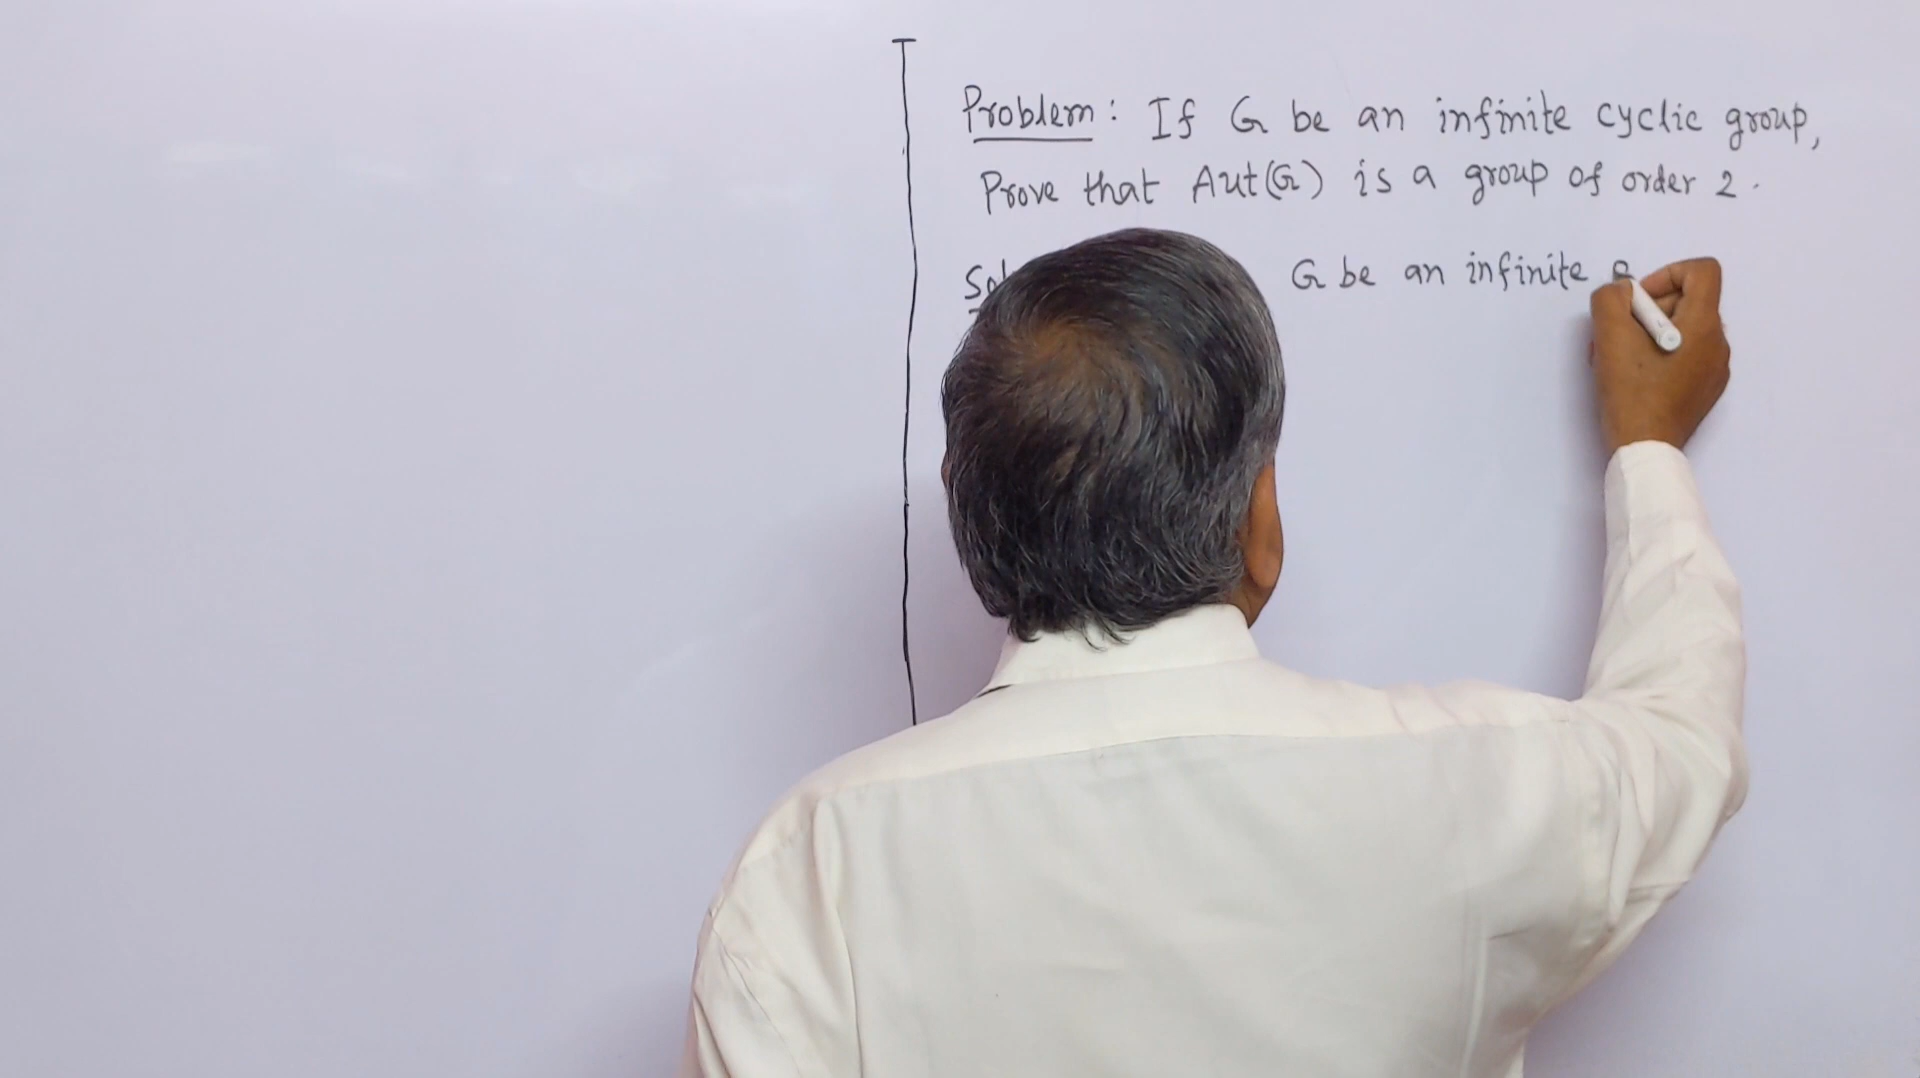 Problem: If G be an infinite cyclic group,
Prove that Aut(G) is a group of order 2.
G be an infinite